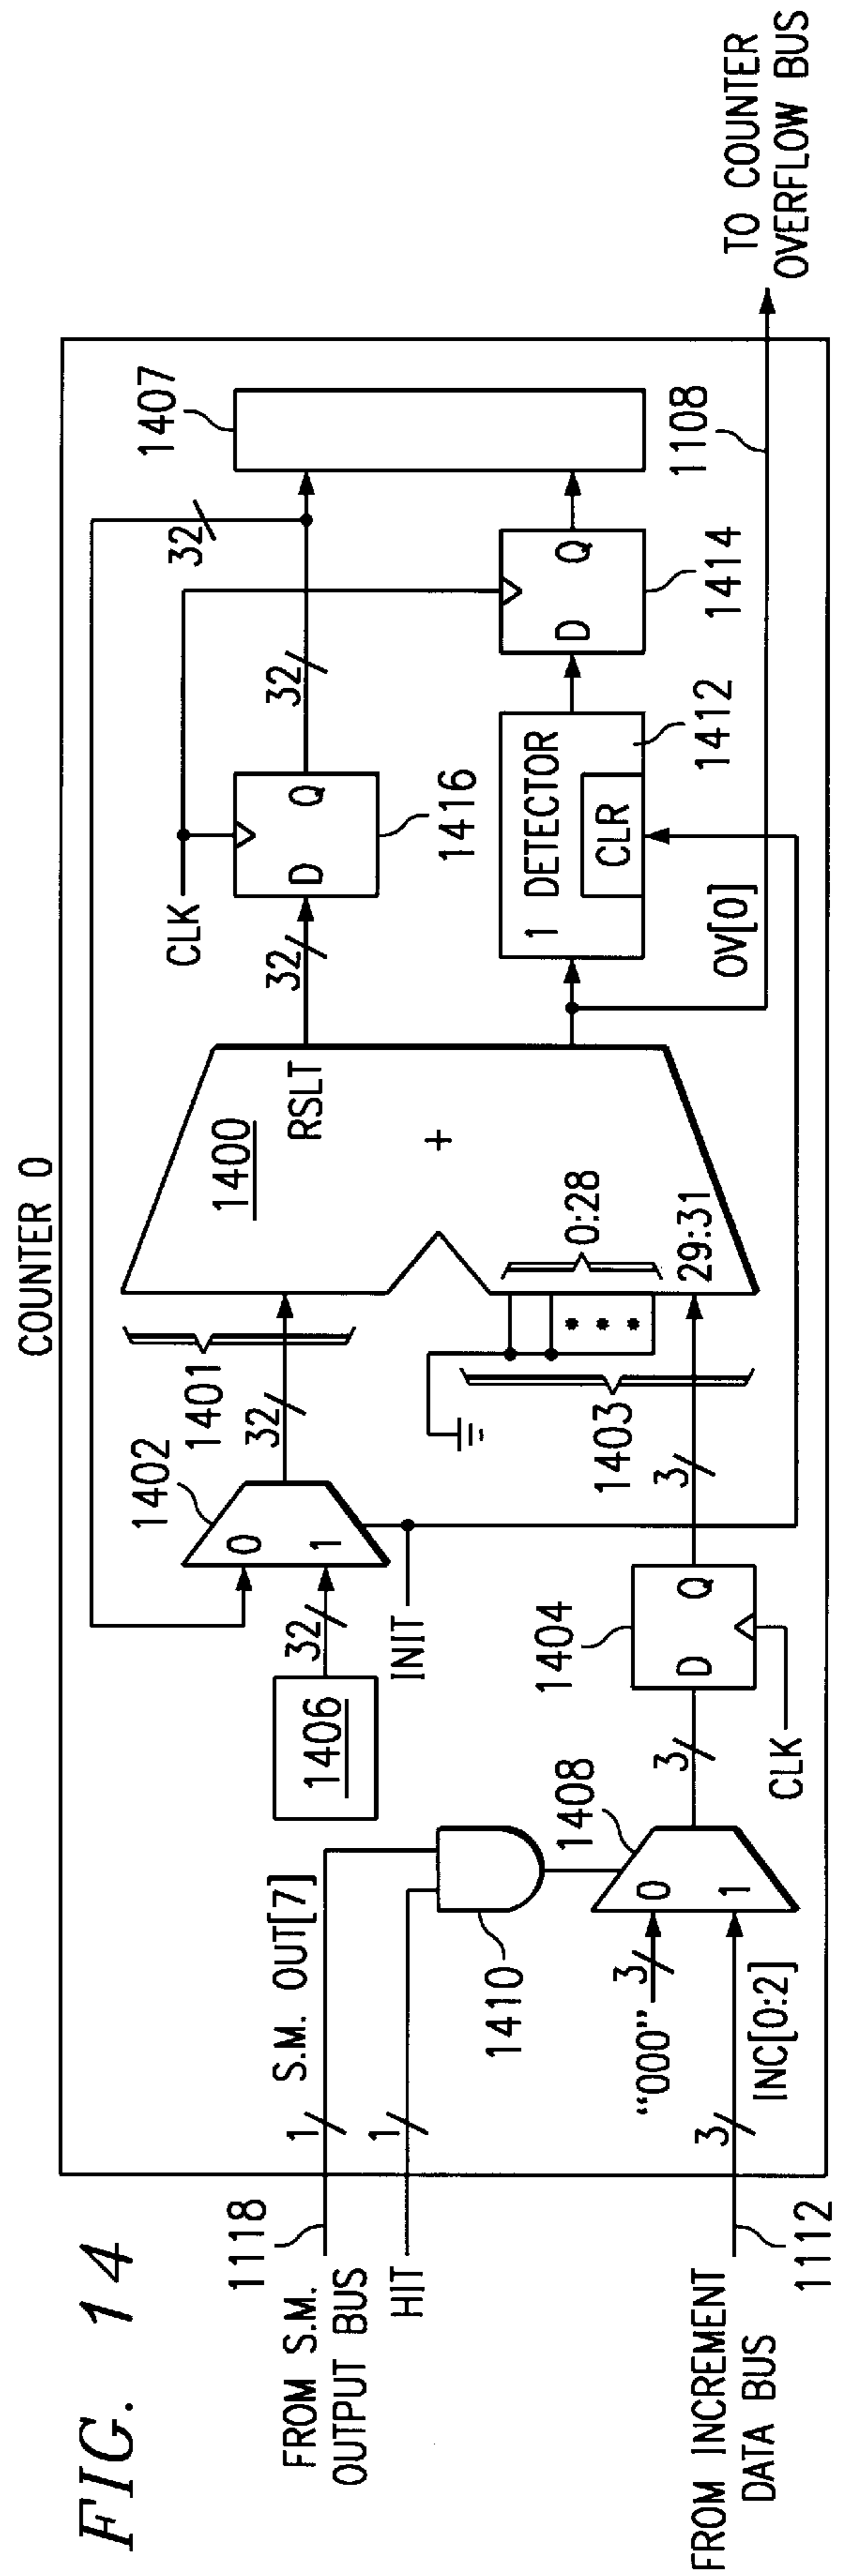 FIG. 14
COUNTER 0
FROM S.M.
OUTPUT BUS
1118
HIT
FROM INCREMENT
DATA BUS
1112
1
S.M. OUT[7]
1
3
INC[0:2]
"000"
3
1410
0
1
1408
3
CLK
1404
D
Q
3
1406
32
INIT
0
1
1402
32
1401
1403
0:28
29:31
1400
+
RSLT
32
CLK
D
Q
1416
32
32
OV[0]
1 DETECTOR
CLR
1412
D
Q
1414
1407
1108
TO COUNTER
OVERFLOW BUS